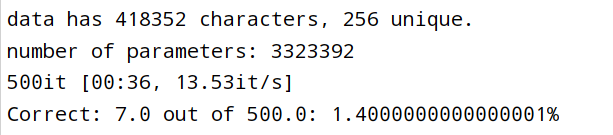 data has 418352 characters, 256 unique.
number of parameters: 3323392
500it [00:36, 13.53it/s]
Correct: 7.0 out of 500.0: 1.4000000000000001%